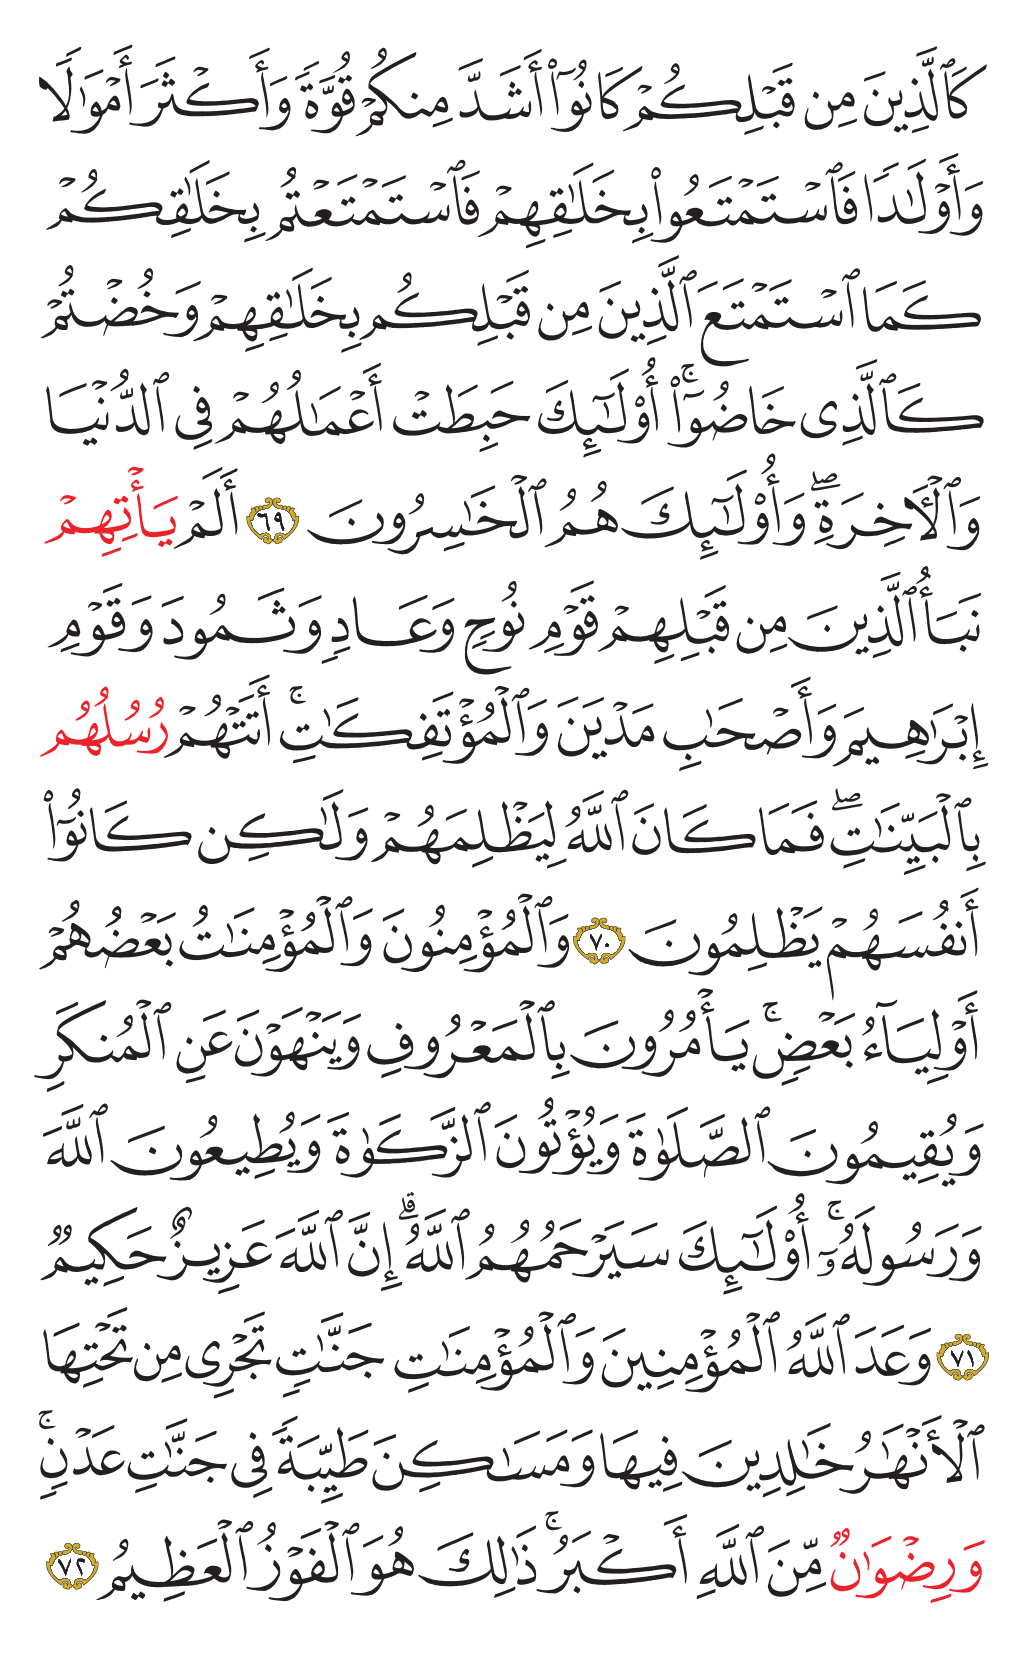 كَٱلَّذِينَ مِن قَبْلِكُمْ كَانُوٓا۟ أَشَدَّ مِنكُمْ قُوَّةً وَأَكْثَرَ أَمْوَٰلًا
وَأَوْلَٰدًا فَٱسْتَمْتَعُوا۟ بِخَلَٰقِهِمْ فَٱسْتَمْتَعْتُم بِخَلَٰقِكُمْ
كَمَا ٱسْتَمْتَعَ ٱلَّذِينَ مِن قَبْلِكُم بِخَلَٰقِهِمْ وَخُضْتُمْ
كَٱلَّذِى خَاضُوٓا۟ ۚ أُو۟لَٰٓئِكَ حَبِطَتْ أَعْمَٰلُهُمْ فِى ٱلدُّنْيَا
وَٱلْءَاخِرَةِ ۖ وَأُو۟لَٰٓئِكَ هُمُ ٱلْخَٰسِرُونَ ٦٩ أَلَمْ يَأْتِهِمْ
نَبَأُ ٱلَّذِينَ مِن قَبْلِهِمْ قَوْمِ نُوحٍ وَعَادٍ وَثَمُودَ وَقَوْمِ
إِبْرَٰهِيمَ وَأَصْحَٰبِ مَدْيَنَ وَٱلْمُؤْتَفِكَٰتِ ۚ أَتَتْهُمْ رُسُلُهُم
بِٱلْبَيِّنَٰتِ ۖ فَمَا كَانَ ٱللَّهُ لِيَظْلِمَهُمْ وَلَٰكِن كَانُوٓا۟
أَنفُسَهُمْ يَظْلِمُونَ ٧٠ وَٱلْمُؤْمِنُونَ وَٱلْمُؤْمِنَٰتُ بَعْضُهُمْ
أَوْلِيَآءُ بَعْضٍ ۚ يَأْمُرُونَ بِٱلْمَعْرُوفِ وَيَنْهَوْنَ عَنِ ٱلْمُنكَرِ
وَيُقِيمُونَ ٱلصَّلَوٰةَ وَيُؤْتُونَ ٱلزَّكَوٰةَ وَيُطِيعُونَ ٱللَّهَ
وَرَسُولَهُۥٓ ۚ أُو۟لَٰٓئِكَ سَيَرْحَمُهُمُ ٱللَّهُ ۗ إِنَّ ٱللَّهَ عَزِيزٌ حَكِيمٌ
٧١ وَعَدَ ٱللَّهُ ٱلْمُؤْمِنِينَ وَٱلْمُؤْمِنَٰتِ جَنَّٰتٍ تَجْرِى مِن تَحْتِهَا
ٱلْأَنْهَٰرُ خَٰلِدِينَ فِيهَا وَمَسَٰكِنَ طَيِّبَةً فِى جَنَّٰتِ عَدْنٍ ۚ
وَرِضْوَٰنٌ مِّنَ ٱللَّهِ أَكْبَرُ ۚ ذَٰلِكَ هُوَ ٱلْفَوْزُ ٱلْعَظِيمُ ٧٢